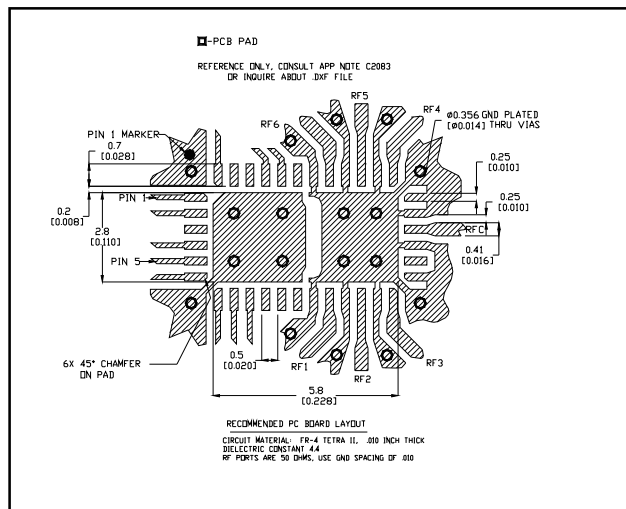 -PCB PAD
REFERENCE ONLY, CONSULT APP NOTE C2083
OR INQUIRE ABOUT .DXF FILE
RF5
RF6
RF4
Ø0.356 GND PLATED
[Ø0.014] THRU VIAS
PIN 1 MARKER
0.7
[0.028]
0.25
[0.010]
PIN 1
0.2
[0.008]
0.25
[0.010]
2.8
[0.110]
RFC
0.41
[0.016]
PIN 5
6X 45° CHAMFER
ON PAD
0.5
[0.020]
RF1
RF2
RF3
5.8
[0.228]
RECOMMENDED PC BOARD LAYOUT
CIRCUIT MATERIAL: FR-4 TETRA II, .010 INCH THICK
DIELECTRIC CONSTANT 4.4
RF PORTS ARE 50 OHMS, USE GND SPACING OF .010